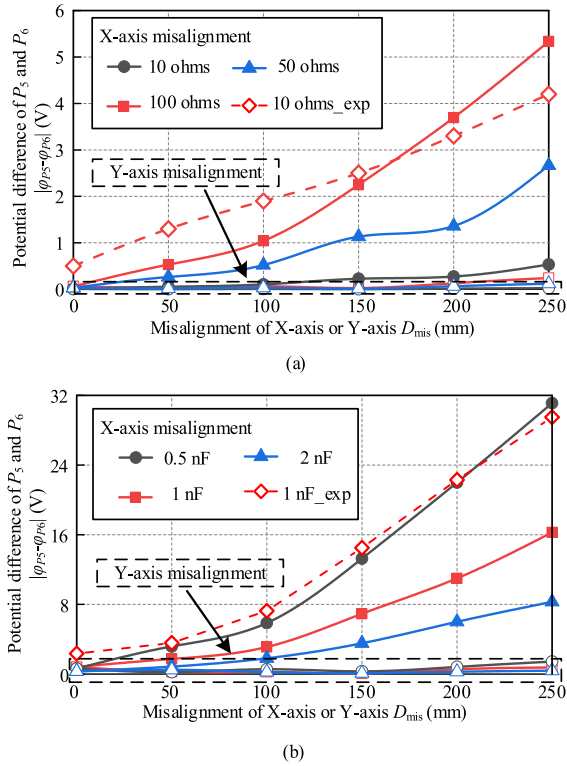 X-axis misalignment
10 ohms
50 ohms
100 ohms
10 ohms_exp
Y-axis misalignment
Potential difference of P5 and P6
|φP5-φP6| (V)
6
5
4
3
2
1
0
0
50
100
150
200
250
Misalignment of X-axis or Y-axis Dmis (mm)
(a)
X-axis misalignment
0.5 nF
2 nF
1 nF
1 nF_exp
Y-axis misalignment
Potential difference of P5 and P6
|φP5-φP6| (V)
32
24
16
8
0
0
50
100
150
200
250
Misalignment of X-axis or Y-axis Dmis (mm)
(b)